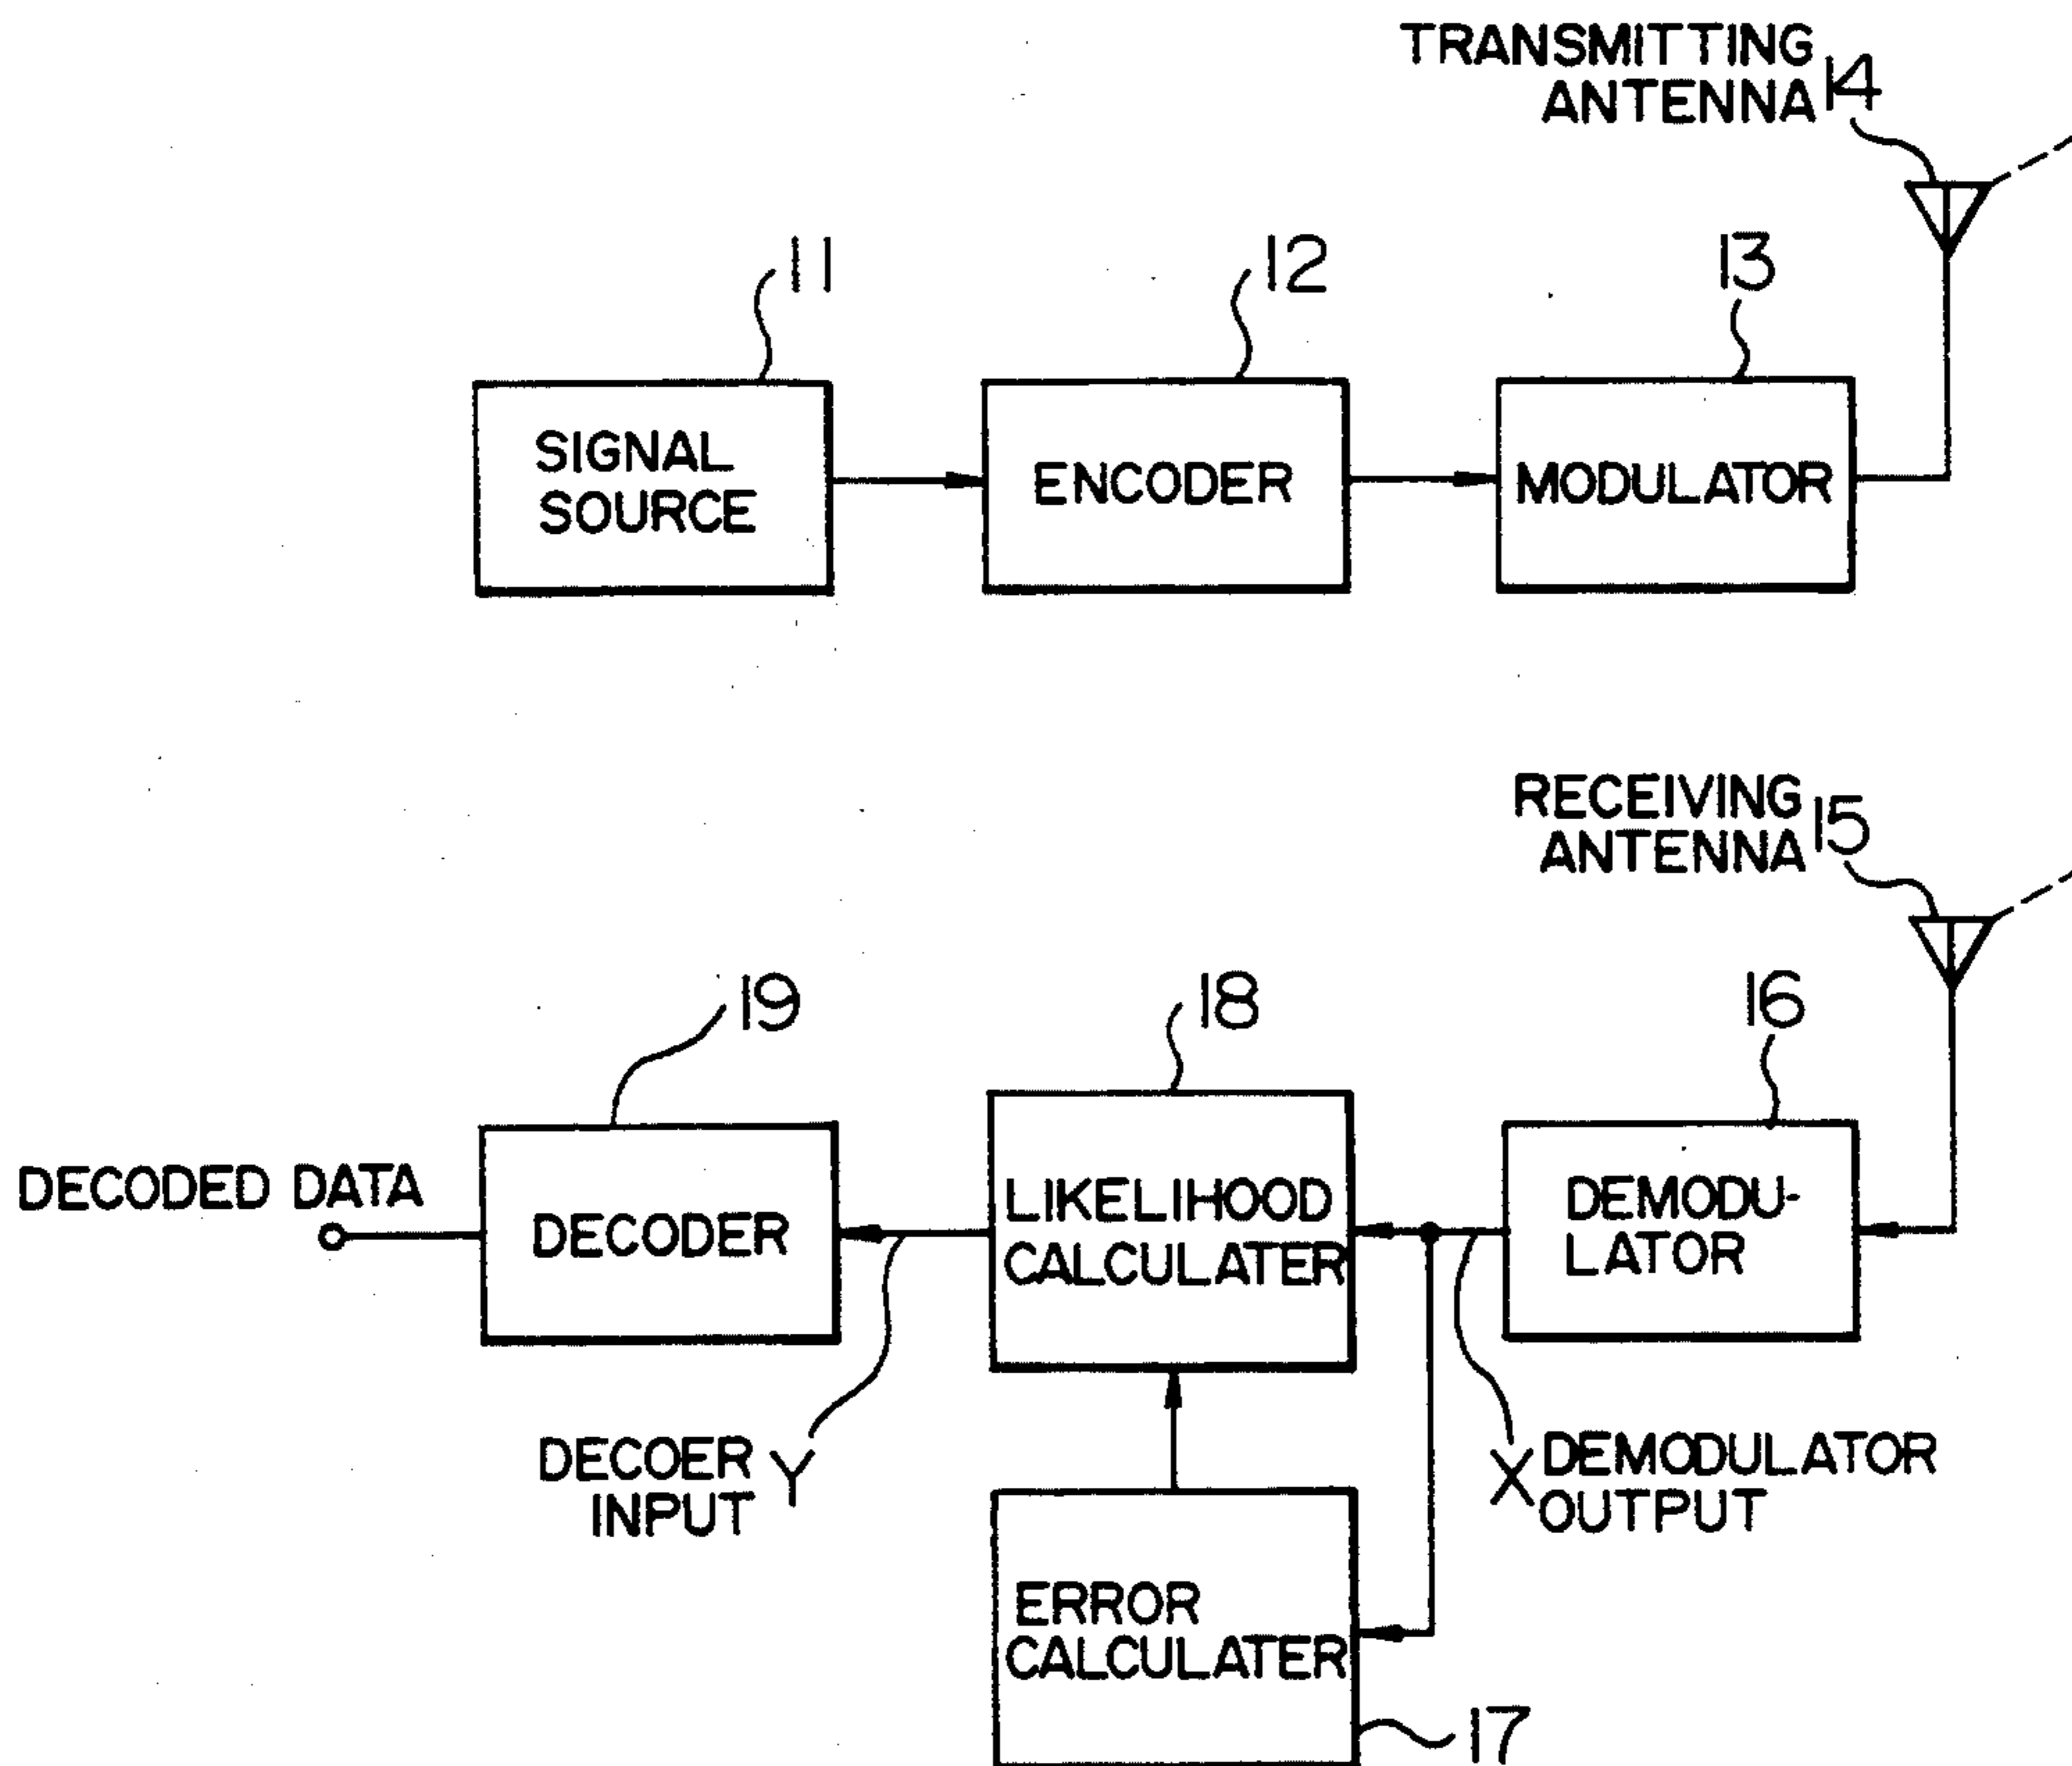 TRANSMITTING
ANTENNA 14
11
12
13
SIGNAL
SOURCE
ENCODER
MODULATOR
RECEIVING
ANTENNA 15
19
18
16
DECODED DATA
DECODER
LIKELIHOOD
CALCULATER
DEMODU-
LATOR
DECOER
INPUT Y
X DEMODULATOR
OUTPUT
ERROR
CALCULATER
17